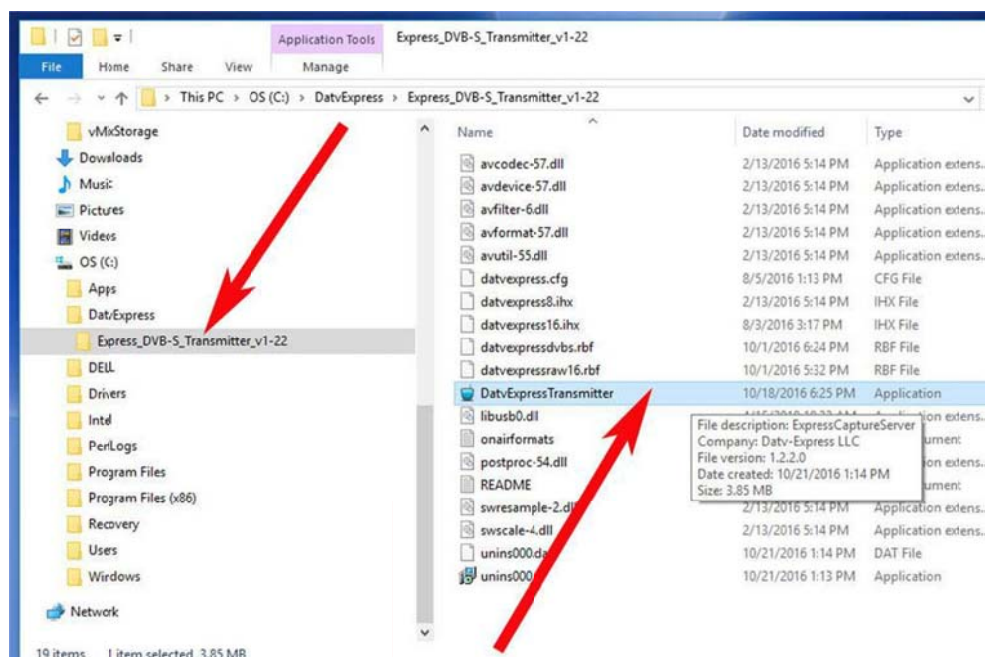 Application Tools Express_DVB-S_Transmitter_v1-22
File Home Share View Manage
This PC > OS (C:) > DatvExpress > Express_DVB-S_Transmitter_v1-22
vMixStorage
Downloads
Music
Pictures
Videos
OS (C:)
Apps
DatvExpress
Express_DVB-S_Transmitter_v1-22
DELL
Drivers
Intel
PerfLogs
Program Files
Program Files (x86)
Recovery
Users
Windows
Network
Name Date modified Type
avcodec-57.dll 2/13/2016 5:14 PM Application extens...
avdevice-57.dll 2/13/2016 5:14 PM Application extens...
avfilter-6.dll 2/13/2016 5:14 PM Application extens...
avformat-57.dll 2/13/2016 5:14 PM Application extens...
avutil-55.dll 2/13/2016 5:14 PM Application extens...
datvexpress.cfg 8/5/2016 1:13 PM CFG File
datvexpress8.ihx 2/13/2016 5:14 PM IHX File
datvexpress16.ihx 8/3/2016 3:17 PM IHX File
datvexpressdvbs.rbf 10/1/2016 6:24 PM RBF File
datvexpressraw16.rbf 10/1/2016 5:32 PM RBF File
DatvExpressTransmitter 10/18/2016 6:25 PM Application
libusb0.dll
onairformats
postproc-54.dll
README
swresample-2.dll 2/13/2016 5:14 PM Application extens...
swscale-4.dll 2/13/2016 5:14 PM Application extens...
unins000.da 10/21/2016 1:14 PM DAT File
unins000 10/21/2016 1:13 PM Application
File description: ExpressCaptureServer
Company: Datv-Express LLC
File version: 1.2.2.0
Date created: 10/21/2016 1:14 PM
Size: 3.85 MB
19 items 1 item selected 3.85 MB